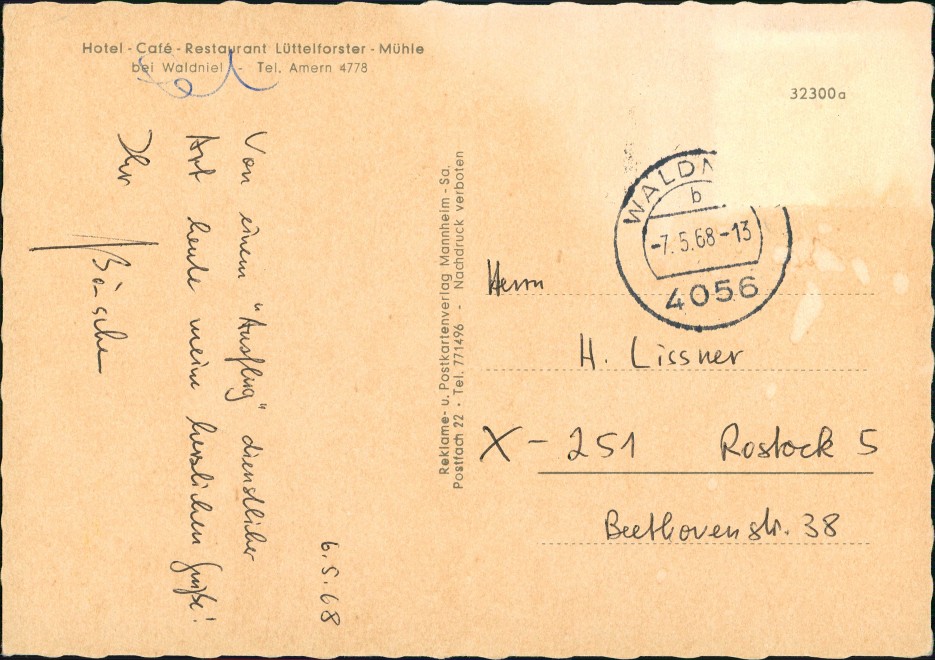 Hotel - Café - Restaurant Lüttelforster - Mühle
bei Waldniel - Tel. Amern 4778
32300a
6.5.68
Von einem "Ausflug" dienstlicher
Art heute meine herzlichen Grüße!
Ihr
Reklame- u. Postkartenverlag Mannheim - Sa.
Postfach 22 · Tel. 771496 - Nachdruck verboten
WALDN
b
-7.5.68-13
4056
Herrn
H. Lissner
X - 251 Rostock 5
Beethovenstr. 38